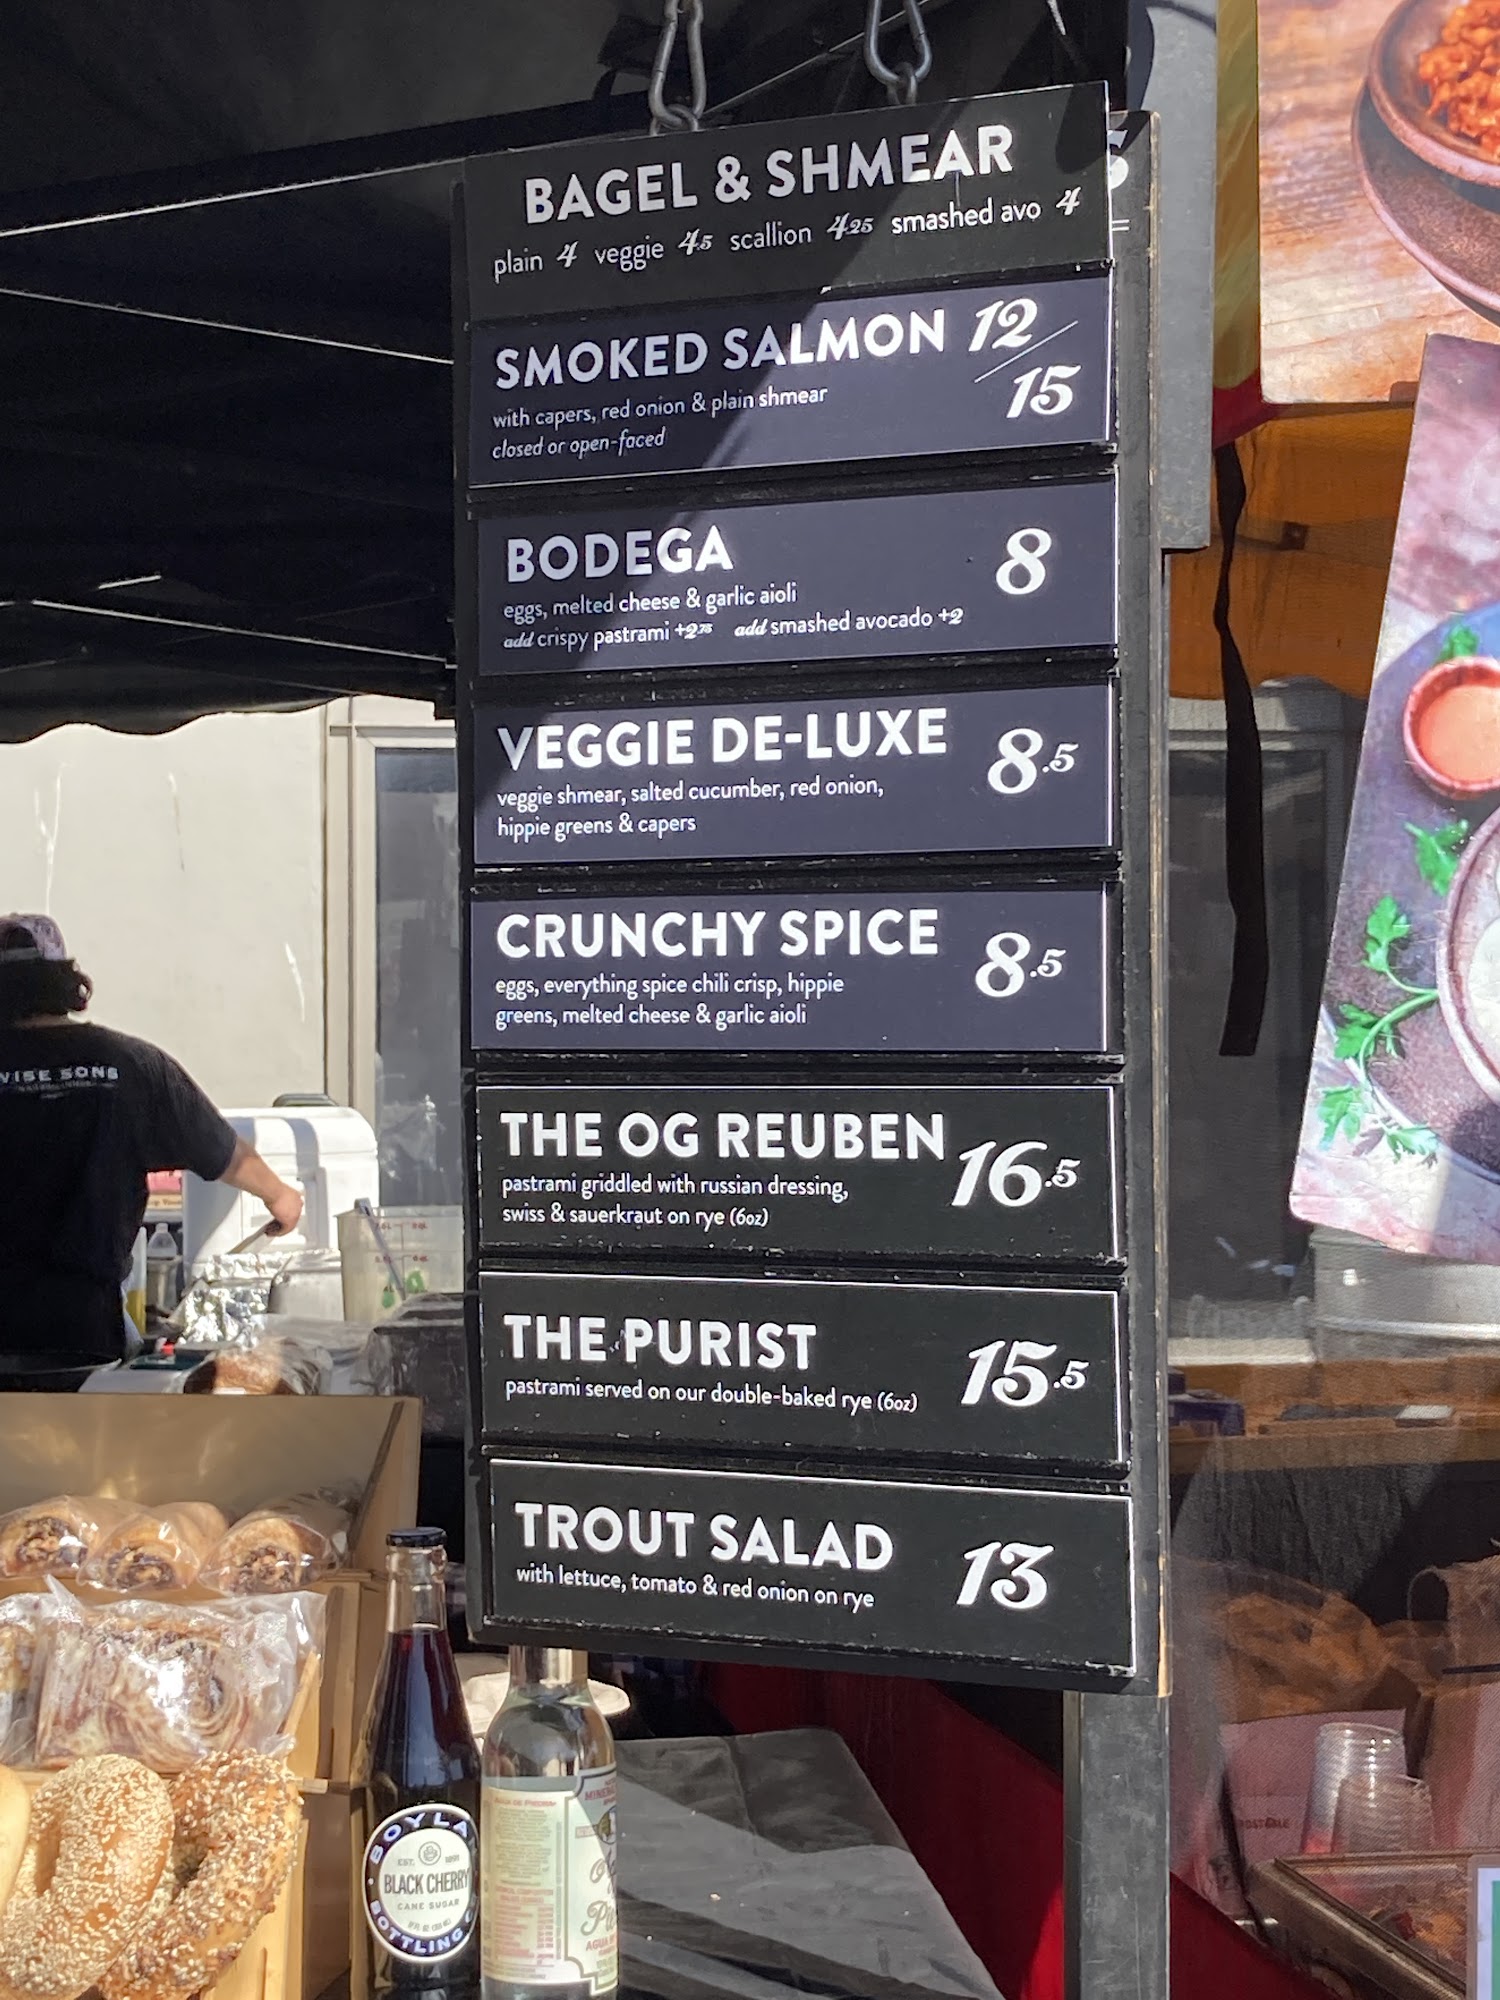 BAGEL & SHMEAR
plain 4 veggie 4.5 scallion 4.25 smashed avo 4
SMOKED SALMON 12/15
with capers, red onion & plain shmear
closed or open-faced
BODEGA 8
eggs, melted cheese & garlic aioli
add crispy pastrami +2.75 add smashed avocado +2
VEGGIE DE-LUXE 8.5
veggie shmear, salted cucumber, red onion,
hippie greens & capers
CRUNCHY SPICE 8.5
eggs, everything spice chili crisp, hippie
greens, melted cheese & garlic aioli
THE OG REUBEN 16.5
pastrami griddled with russian dressing,
swiss & sauerkraut on rye (6oz)
THE PURIST 15.5
pastrami served on our double-baked rye (6oz)
TROUT SALAD 13
with lettuce, tomato & red onion on rye
WISE SONS
BOYLA
EST. 1891
BLACK CHERRY
CANE SUGAR
BOTTLING